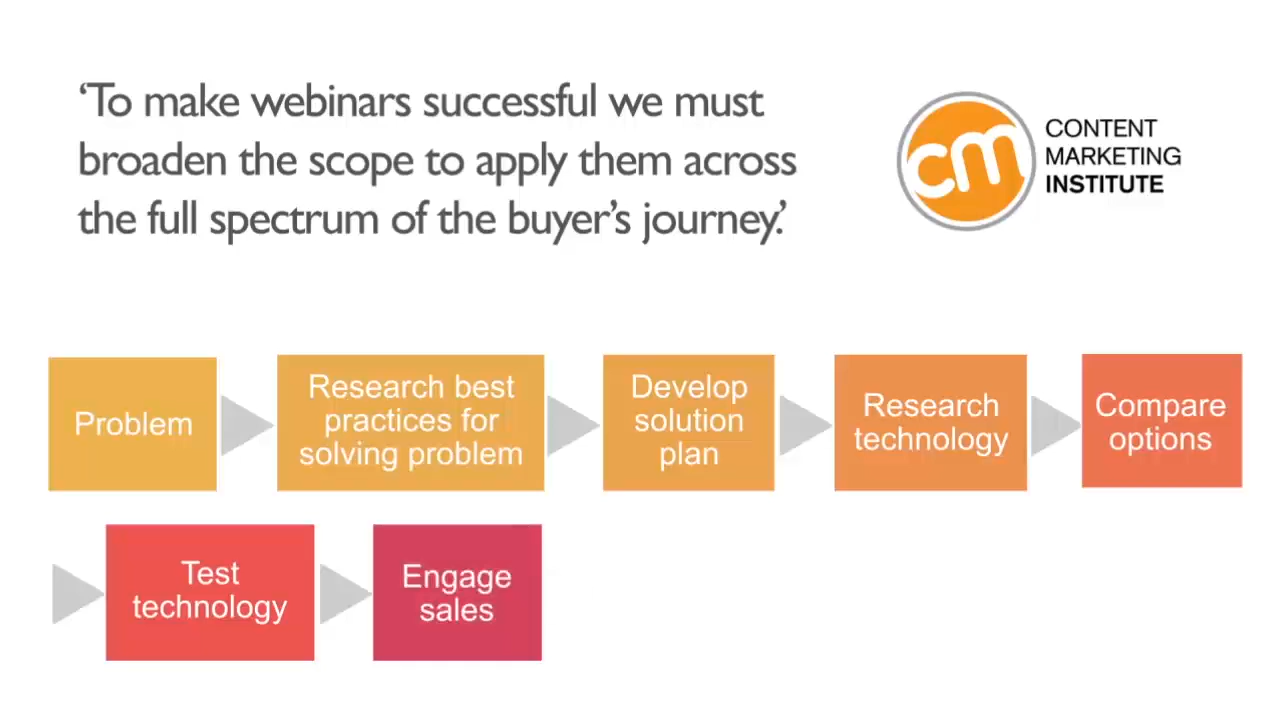 ‘To make webinars successful we must
broaden the scope to apply them across
the full spectrum of the buyer’s journey.’
cm
CONTENT
MARKETING
INSTITUTE
Problem
Research best
practices for
solving problem
Develop
solution
plan
Research
technology
Compare
options
Test
technology
Engage
sales